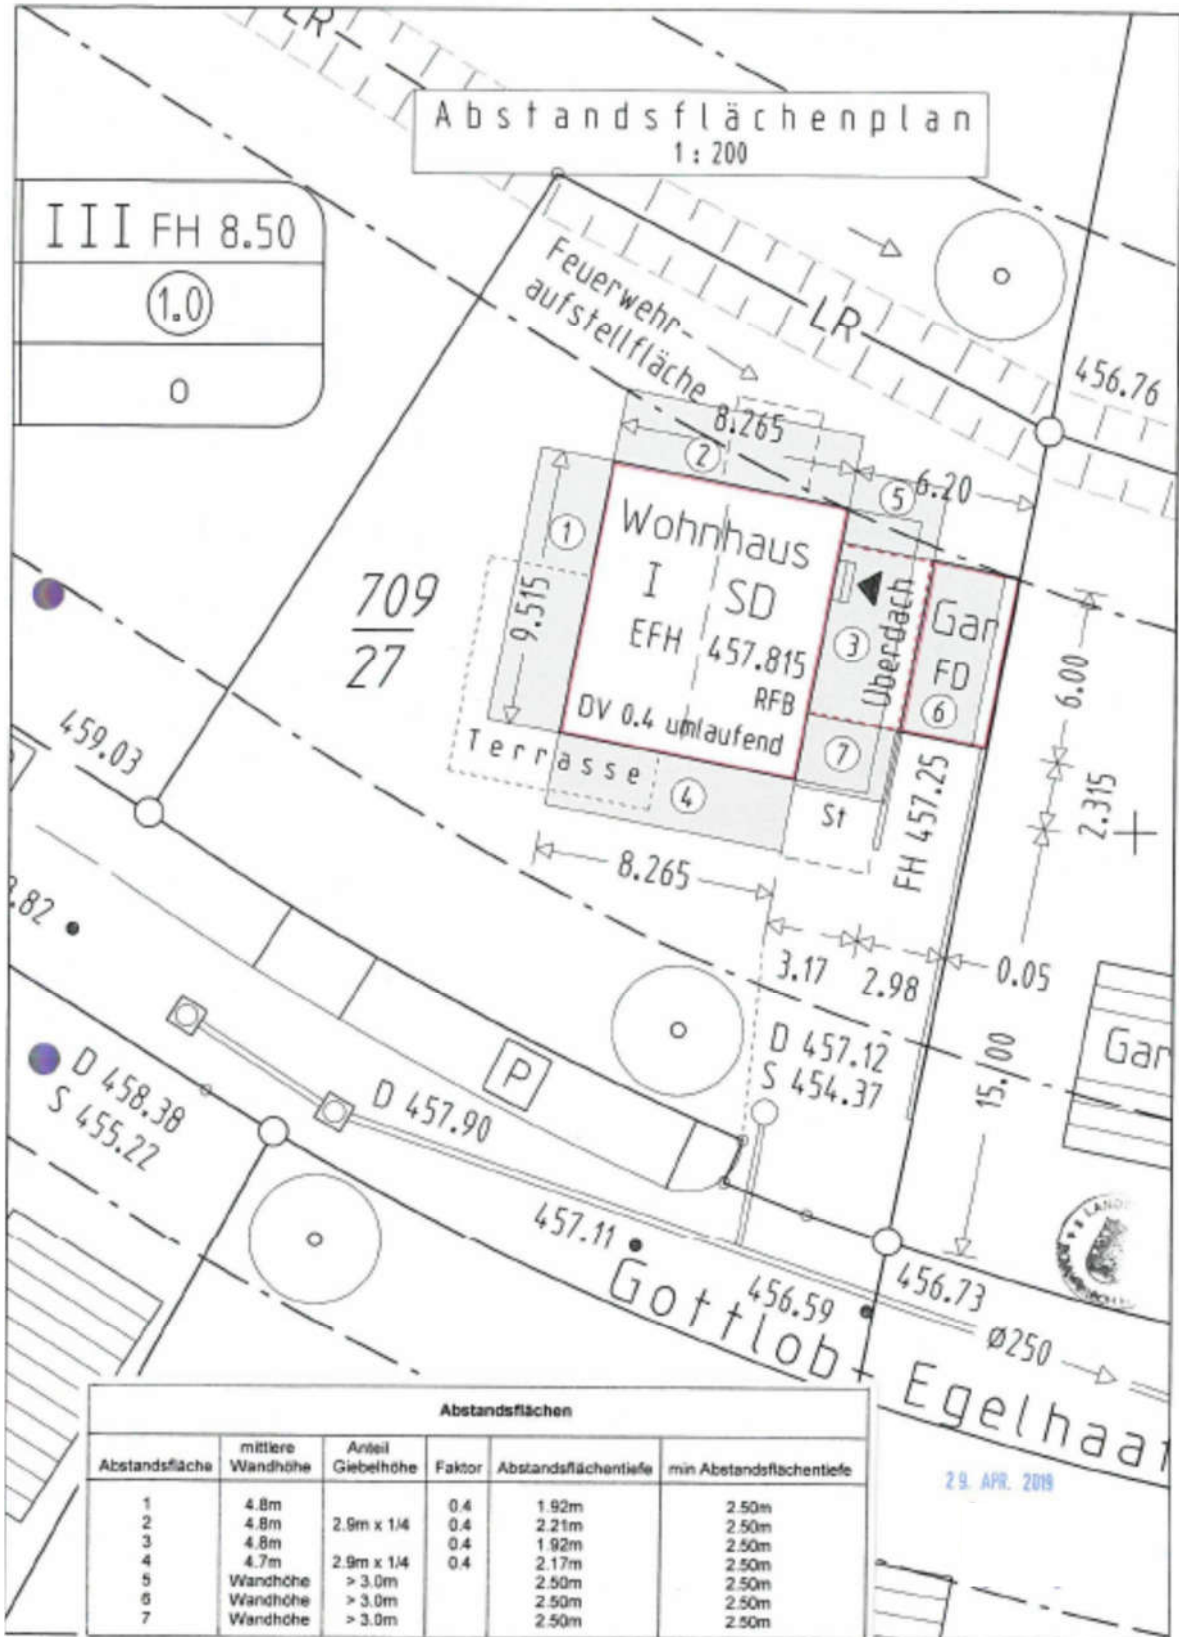 LR
Abstandsflächenplan
1 : 200
III FH 8.50
1.0
o
Feuerwehr-
aufstellfläche
LR
456.76
8.265
2
6.20
5
1
Wohnhaus
I SD
EFH 457.815
RFB
DV 0.4 umlaufend
9.515
709
27
3
Überdach
Gar
FD
6
6.00
459.03
Terrasse
4
7
St
FH 457.25
2.315
8.265
3.17
2.98
0.05
D 457.12
S 454.37
15.00
Gar
P
D 457.90
D 458.38
S 455.22
457.11
456.59
456.73
Ø250
Gottlob-
Egelhaaf
29. APR. 2019
Abstandsflächen
Abstandsfläche mittlere Wandhöhe Anteil Giebelhöhe Faktor Abstandsflächentiefe min Abstandsflächentiefe
1 4.8m 0.4 1.92m 2.50m
2 4.8m 2.9m x 1/4 0.4 2.21m 2.50m
3 4.8m 0.4 1.92m 2.50m
4 4.7m 2.9m x 1/4 0.4 2.17m 2.50m
5 Wandhöhe > 3.0m 2.50m 2.50m
6 Wandhöhe > 3.0m 2.50m 2.50m
7 Wandhöhe > 3.0m 2.50m 2.50m